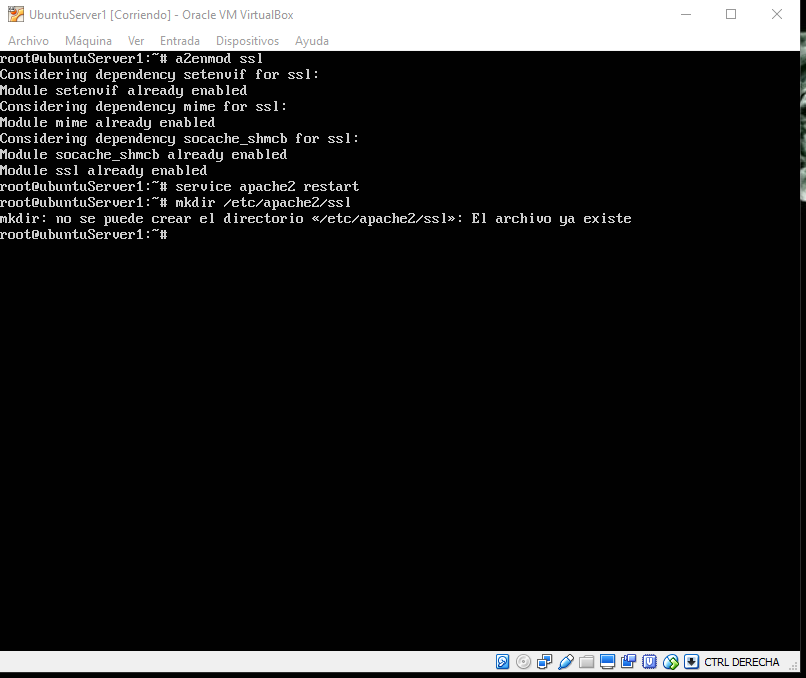 UbuntuServer1 [Corriendo] - Oracle VM VirtualBox
Archivo Máquina Ver Entrada Dispositivos Ayuda
root@ubuntuServer1:~# a2enmod ssl
Considering dependency setenvif for ssl:
Module setenvif already enabled
Considering dependency mime for ssl:
Module mime already enabled
Considering dependency socache_shmcb for ssl:
Module socache_shmcb already enabled
Module ssl already enabled
root@ubuntuServer1:~# service apache2 restart
root@ubuntuServer1:~# mkdir /etc/apache2/ssl
mkdir: no se puede crear el directorio «/etc/apache2/ssl»: El archivo ya existe
root@ubuntuServer1:~#
CTRL DERECHA